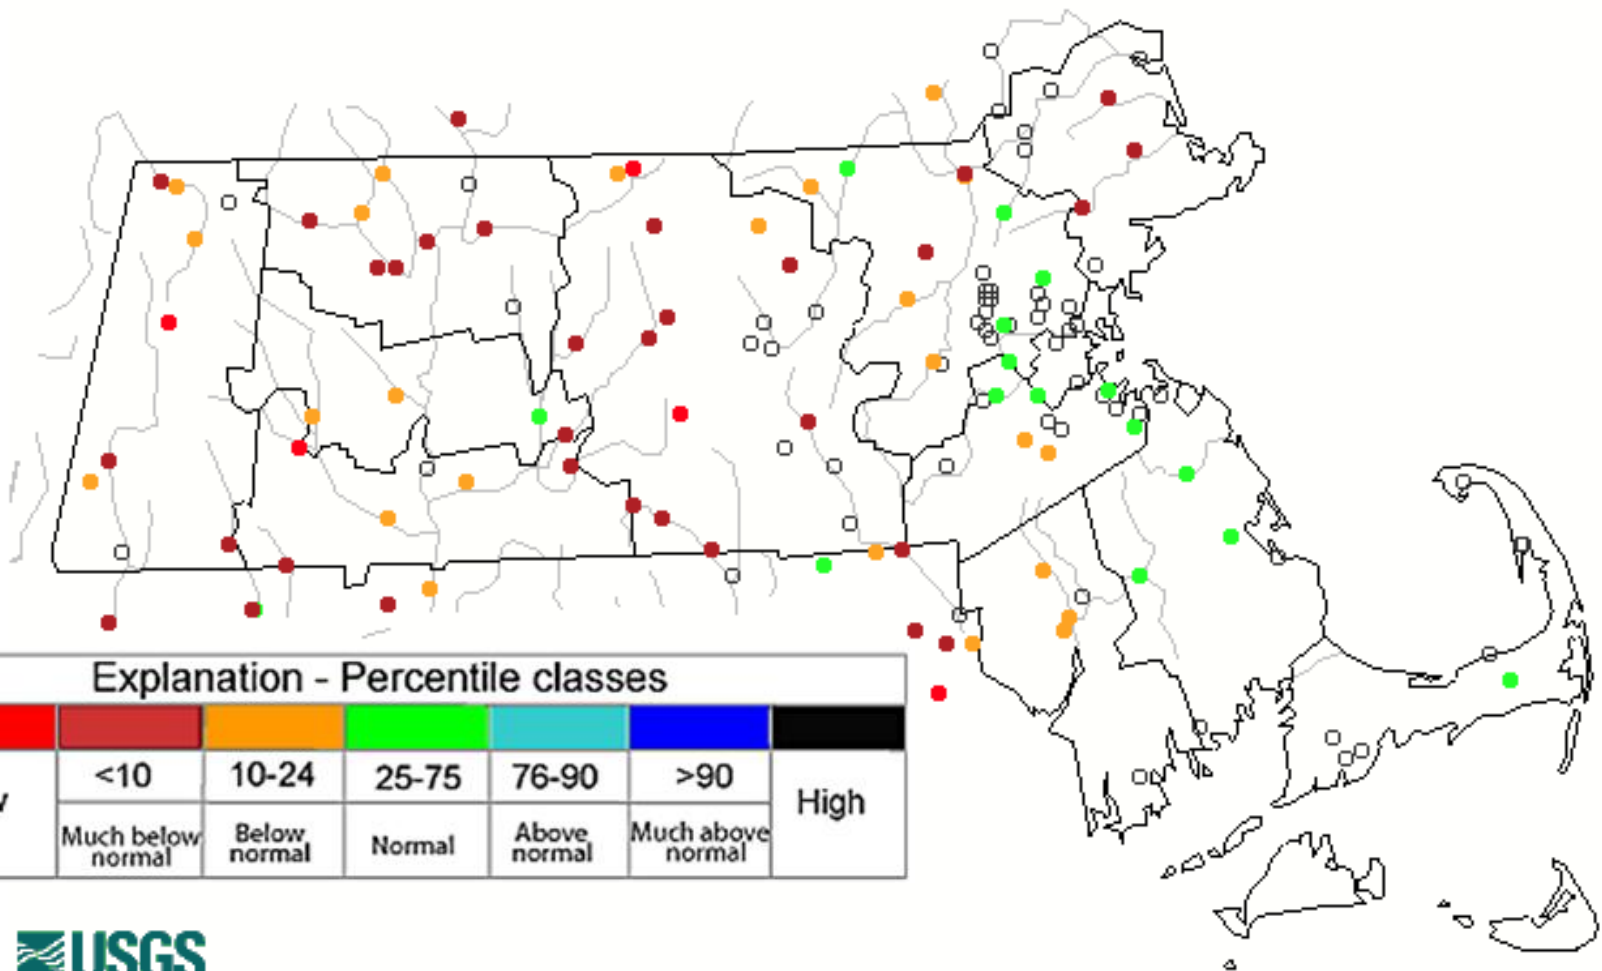 Explanation - Percentile classes
<10
10-24
25-75
76-90
>90
High
Much below normal
Below normal
Normal
Above normal
Much above normal
USGS